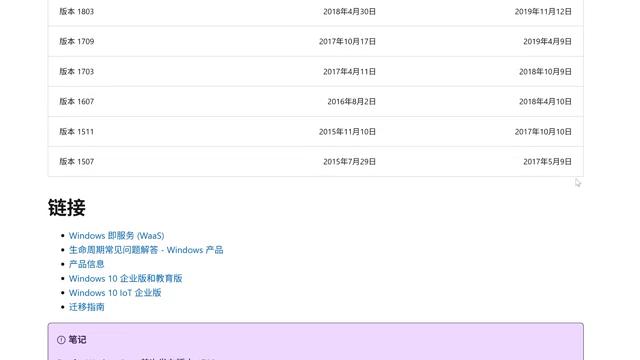 版本 1803 2018年4月30日 2019年11月12日
版本 1709 2017年10月17日 2019年4月9日
版本 1703 2017年4月11日 2018年10月9日
版本 1607 2016年8月2日 2018年4月10日
版本 1511 2015年11月10日 2017年10月10日
版本 1507 2015年7月29日 2017年5月9日
链接
Windows 即服务 (WaaS)
生命周期常见问题解答 - Windows 产品
产品信息
Windows 10 企业版和教育版
Windows 10 IoT 企业版
迁移指南
笔记